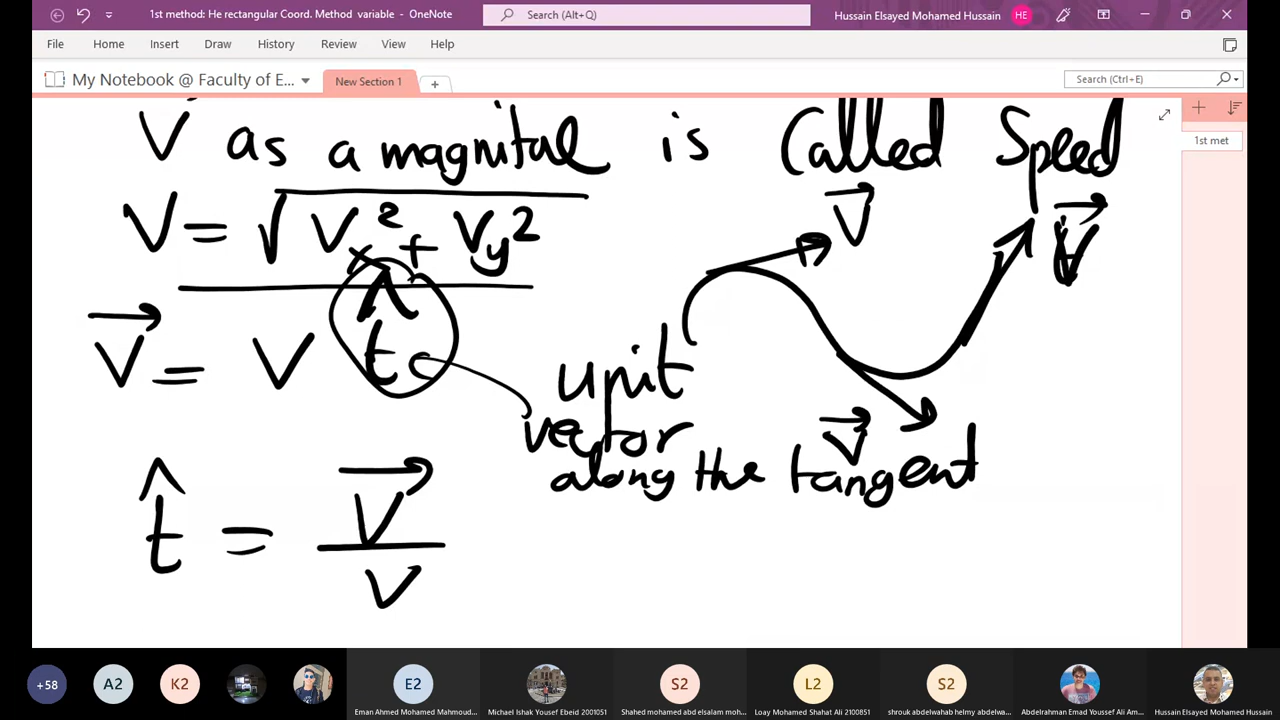 1st method: He rectangular Coord. Method variable - OneNote
Search (Alt+Q)
Hussain Elsayed Mohamed Hussain
HE
File Home Insert Draw History Review View Help
My Notebook @ Faculty of E...
New Section 1
Search (Ctrl+E)
1st met
V as a magnital is Called Speed
V = √ Vx² + Vy²
V⃗
V⃗
V⃗ = V t̂
unit
vector
V⃗
along the tangent
t̂ = V⃗ / V
+58
A2
K2
E2
S2
L2
S2
Eman Ahmed Mohamed Mahmoud...
Michael Ishak Yousef Ebeid 2001051
Shahed mohamed abd elsalam moh...
Loay Mohamed Shahat Ali 2100851
shrouk abdelwahab helmy abdelwa...
Abdelrahman Emad Youssef Ali Am...
Hussain Elsayed Mohamed Hussain